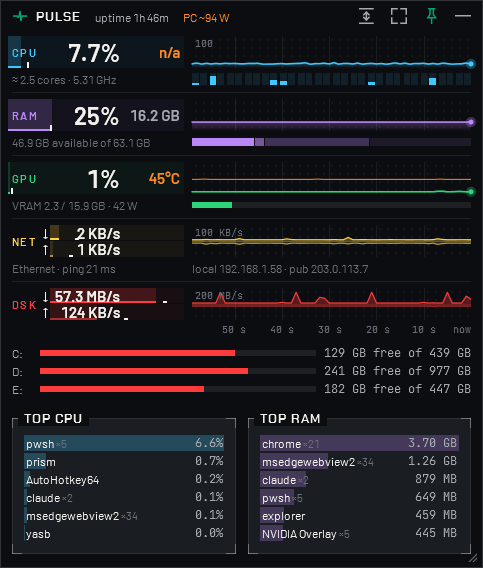 PULSE uptime 1h 46m PC ~94 W
CPU 7.7% n/a 100
≈2.5 cores · 5.31 GHz
RAM 25% 16.2 GB
46.9 GB available of 63.1 GB
GPU 1% 45°C
VRAM 2.3 / 15.9 GB · 42 W
NET ↓ 2 KB/s 100 KB/s
↑ 1 KB/s
Ethernet · ping 21 ms local 192.168.1.58 · pub 203.0.113.7
DSK ↓ 57.3 MB/s 200 MB/s
↑ 124 KB/s
50 s 40 s 30 s 20 s 10 s now
C: 129 GB free of 439 GB
D: 241 GB free of 977 GB
E: 182 GB free of 447 GB
TOP CPU
pwsh ×5 6.6%
prism 0.7%
AutoHotkey64 0.2%
claude ×2 0.1%
msedgewebview2 ×34 0.1%
yasb 0.0%
TOP RAM
chrome ×21 3.70 GB
msedgewebview2 ×34 1.26 GB
claude ×2 879 MB
pwsh ×5 649 MB
explorer 459 MB
NVIDIA Overlay ×5 445 MB